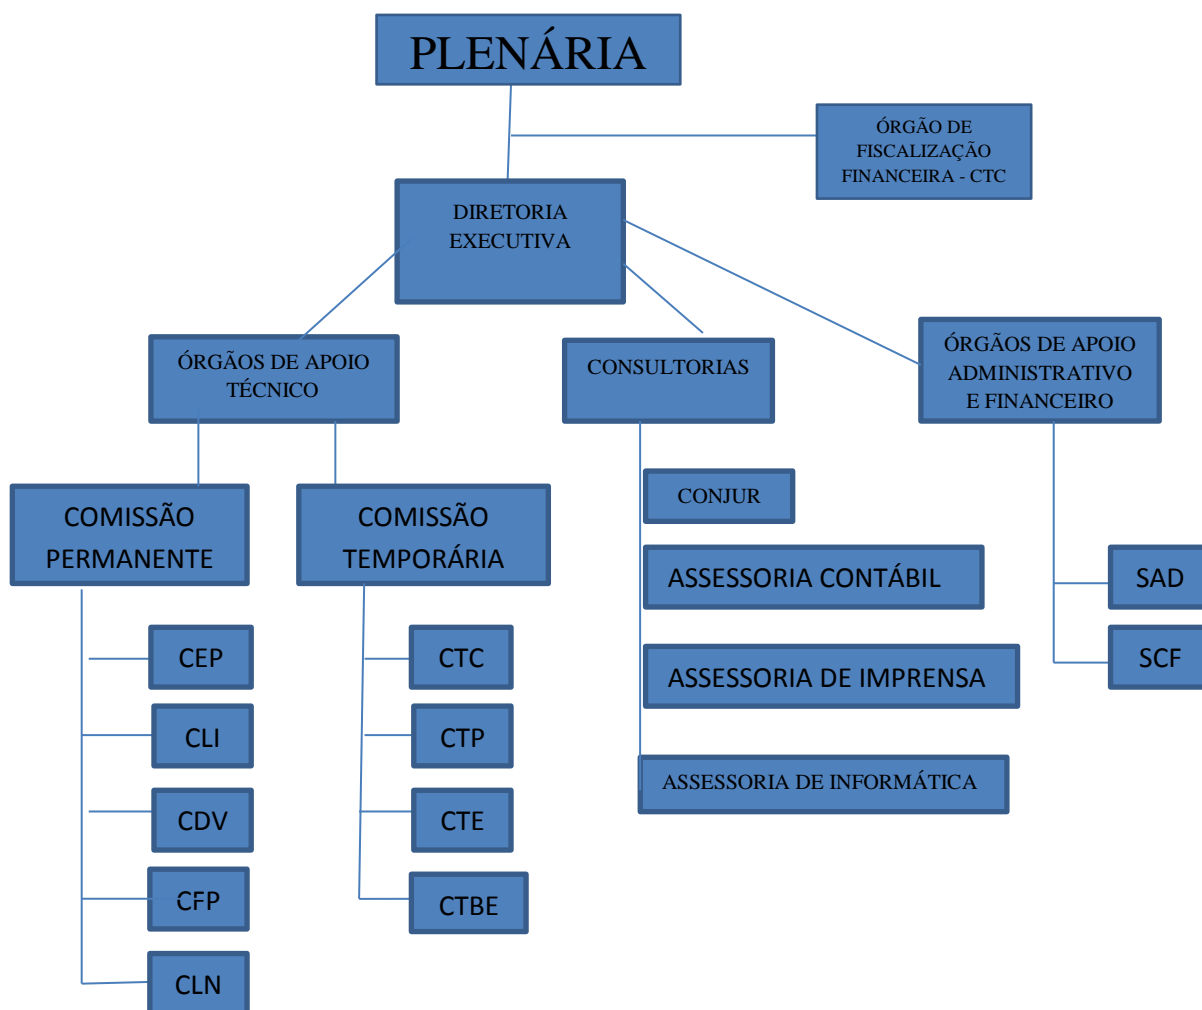 PLENÁRIA
ÓRGÃO DE
FISCALIZAÇÃO
FINANCEIRA - CTC
DIRETORIA
EXECUTIVA
ÓRGÃOS DE APOIO
TÉCNICO
CONSULTORIAS
ÓRGÃOS DE APOIO
ADMINISTRATIVO
E FINANCEIRO
COMISSÃO
PERMANENTE
COMISSÃO
TEMPORÁRIA
CONJUR
ASSESSORIA CONTÁBIL
ASSESSORIA DE IMPRENSA
ASSESSORIA DE INFORMÁTICA
SAD
SCF
CEP
CLI
CDV
CFP
CLN
CTC
CTP
CTE
CTBE